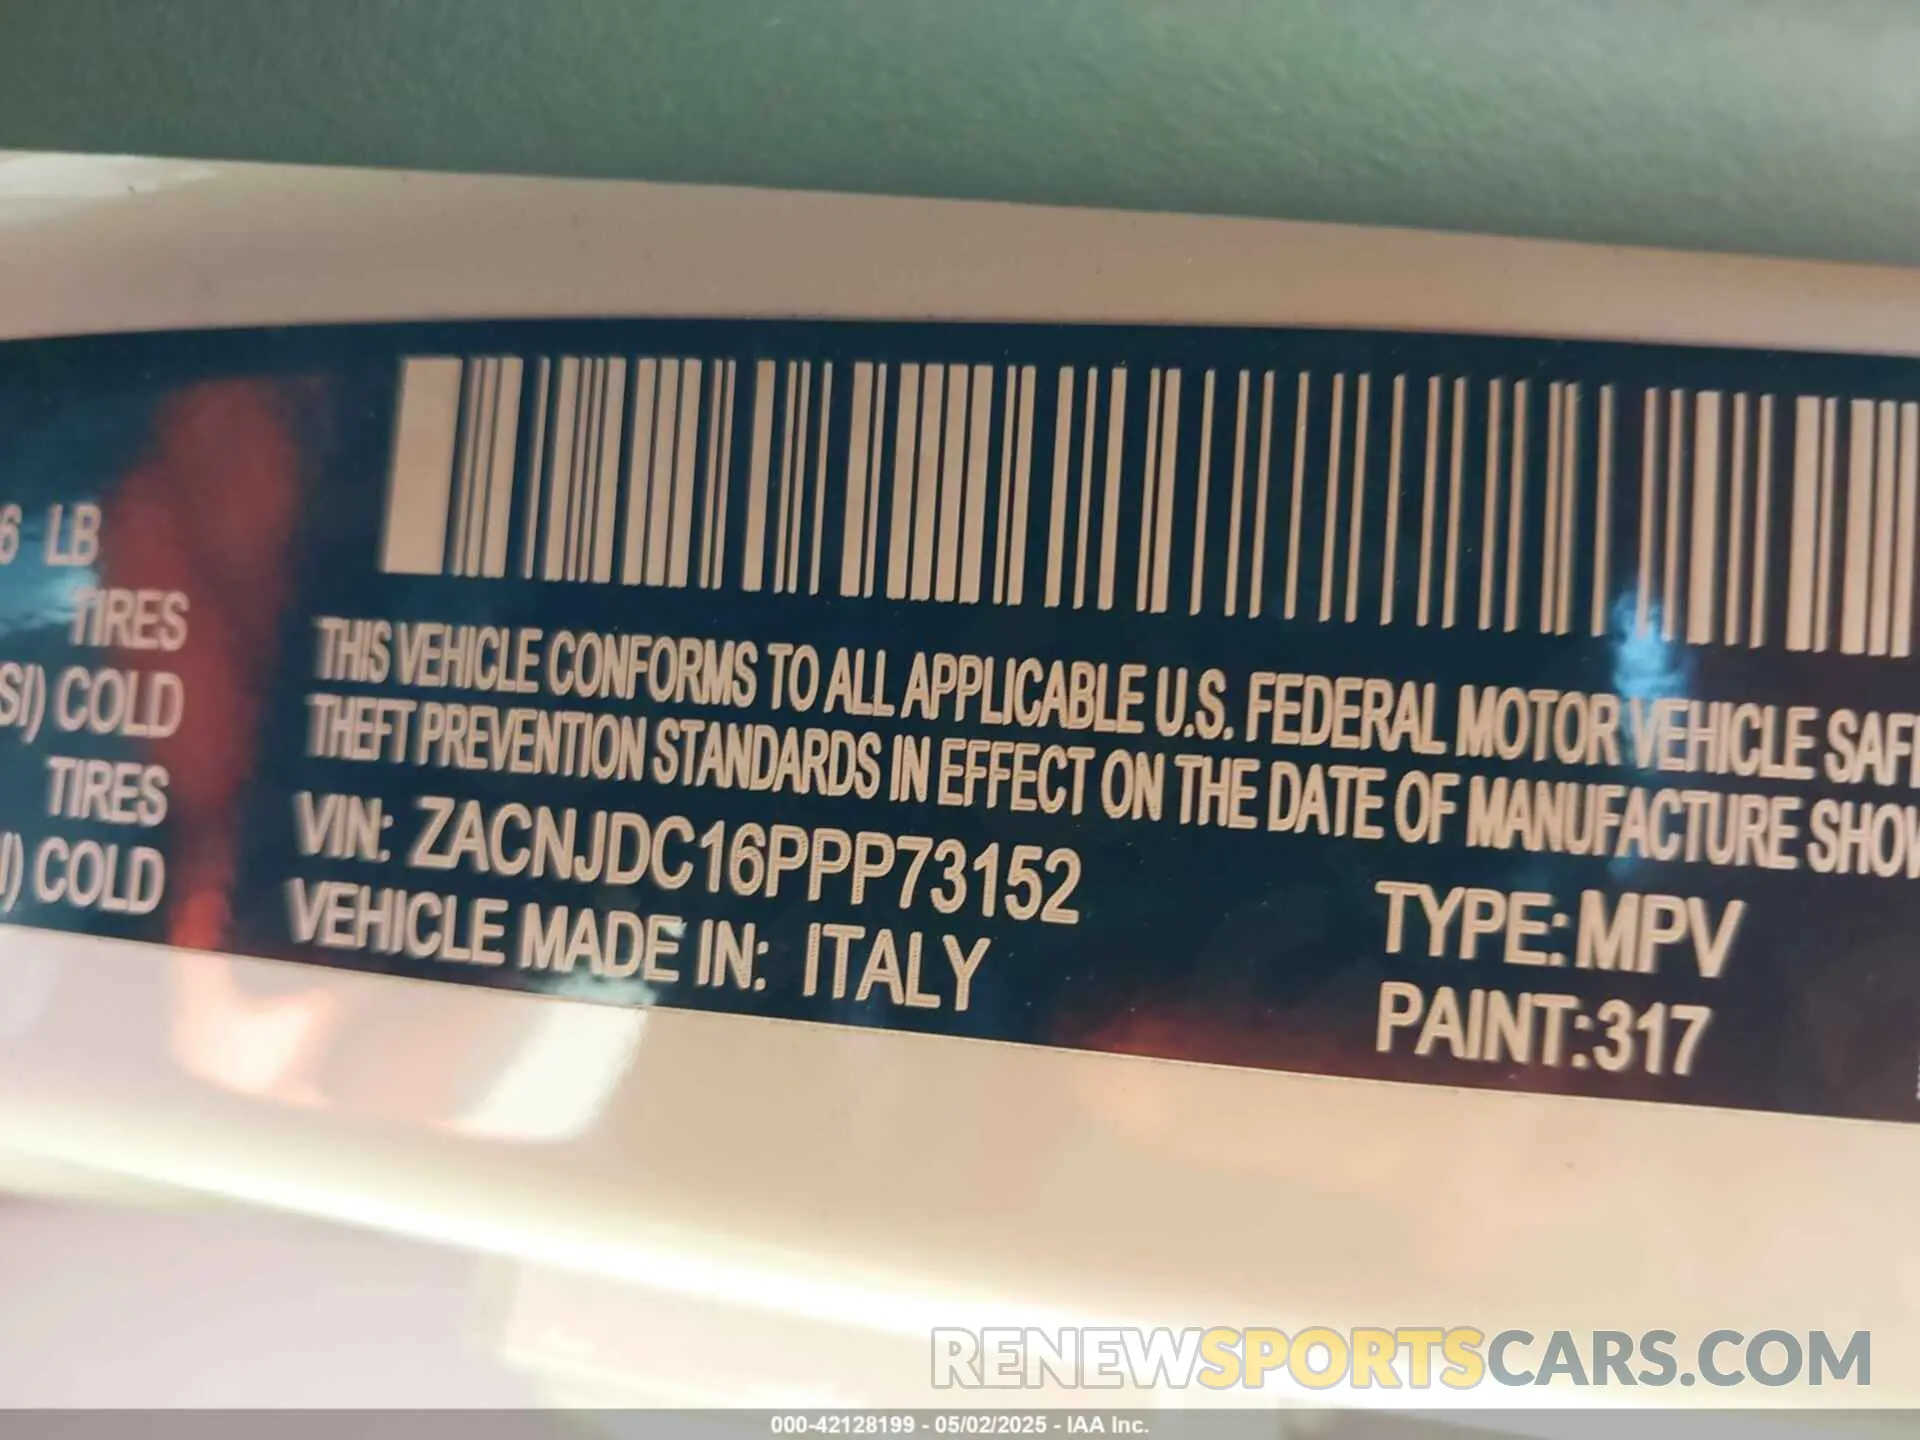 6 LB
TIRES
SI) COLD
TIRES
I) COLD
THIS VEHICLE CONFORMS TO ALL APPLICABLE U.S. FEDERAL MOTOR VEHICLE SAF
THEFT PREVENTION STANDARDS IN EFFECT ON THE DATE OF MANUFACTURE SHOW
VIN: ZACNJDC16PPP73152
VEHICLE MADE IN: ITALY
TYPE: MPV
PAINT: 317
RENEWSPORTSCARS.COM
000-42128199 - 05/02/2025 - IAA Inc.